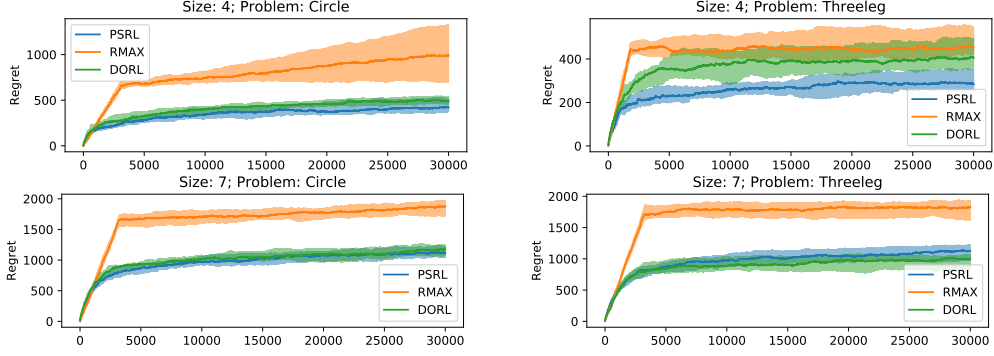 Size: 4; Problem: Circle
Regret
1000
500
0
PSRL
RMAX
DORL
0 5000 10000 15000 20000 25000 30000
Size: 4; Problem: Threeleg
Regret
400
200
0
PSRL
RMAX
DORL
0 5000 10000 15000 20000 25000 30000
Size: 7; Problem: Circle
Regret
2000
1500
1000
500
0
PSRL
RMAX
DORL
0 5000 10000 15000 20000 25000 30000
Size: 7; Problem: Threeleg
Regret
2000
1500
1000
500
0
PSRL
RMAX
DORL
0 5000 10000 15000 20000 25000 30000